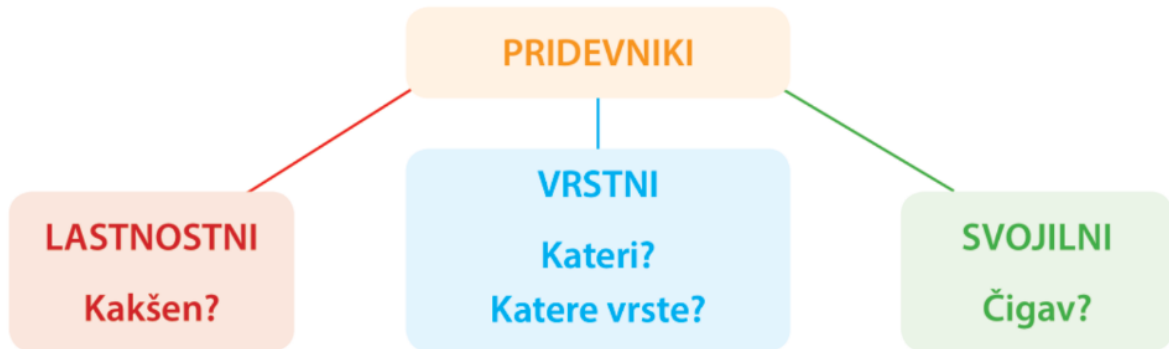 PRIDEVNIKI
LASTNOSTNI
Kakšen?
VRSTNI
Kateri?
Katere vrste?
SVOJILNI
Čigav?